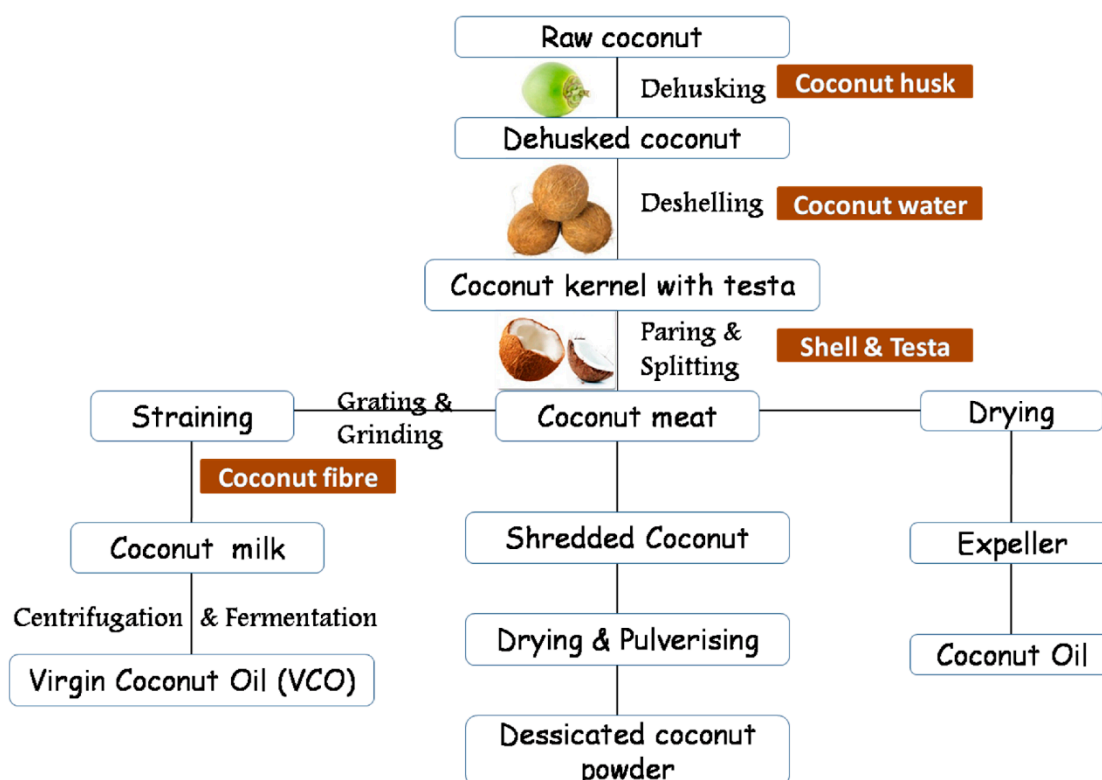 Raw coconut
Dehusking
Coconut husk
Dehusked coconut
Deshelling
Coconut water
Coconut kernel with testa
Paring &
Splitting
Shell & Testa
Straining
Grating &
Grinding
Coconut meat
Drying
Coconut fibre
Coconut milk
Shredded Coconut
Expeller
Centrifugation & Fermentation
Drying & Pulverising
Coconut Oil
Virgin Coconut Oil (VCO)
Dessicated coconut
powder